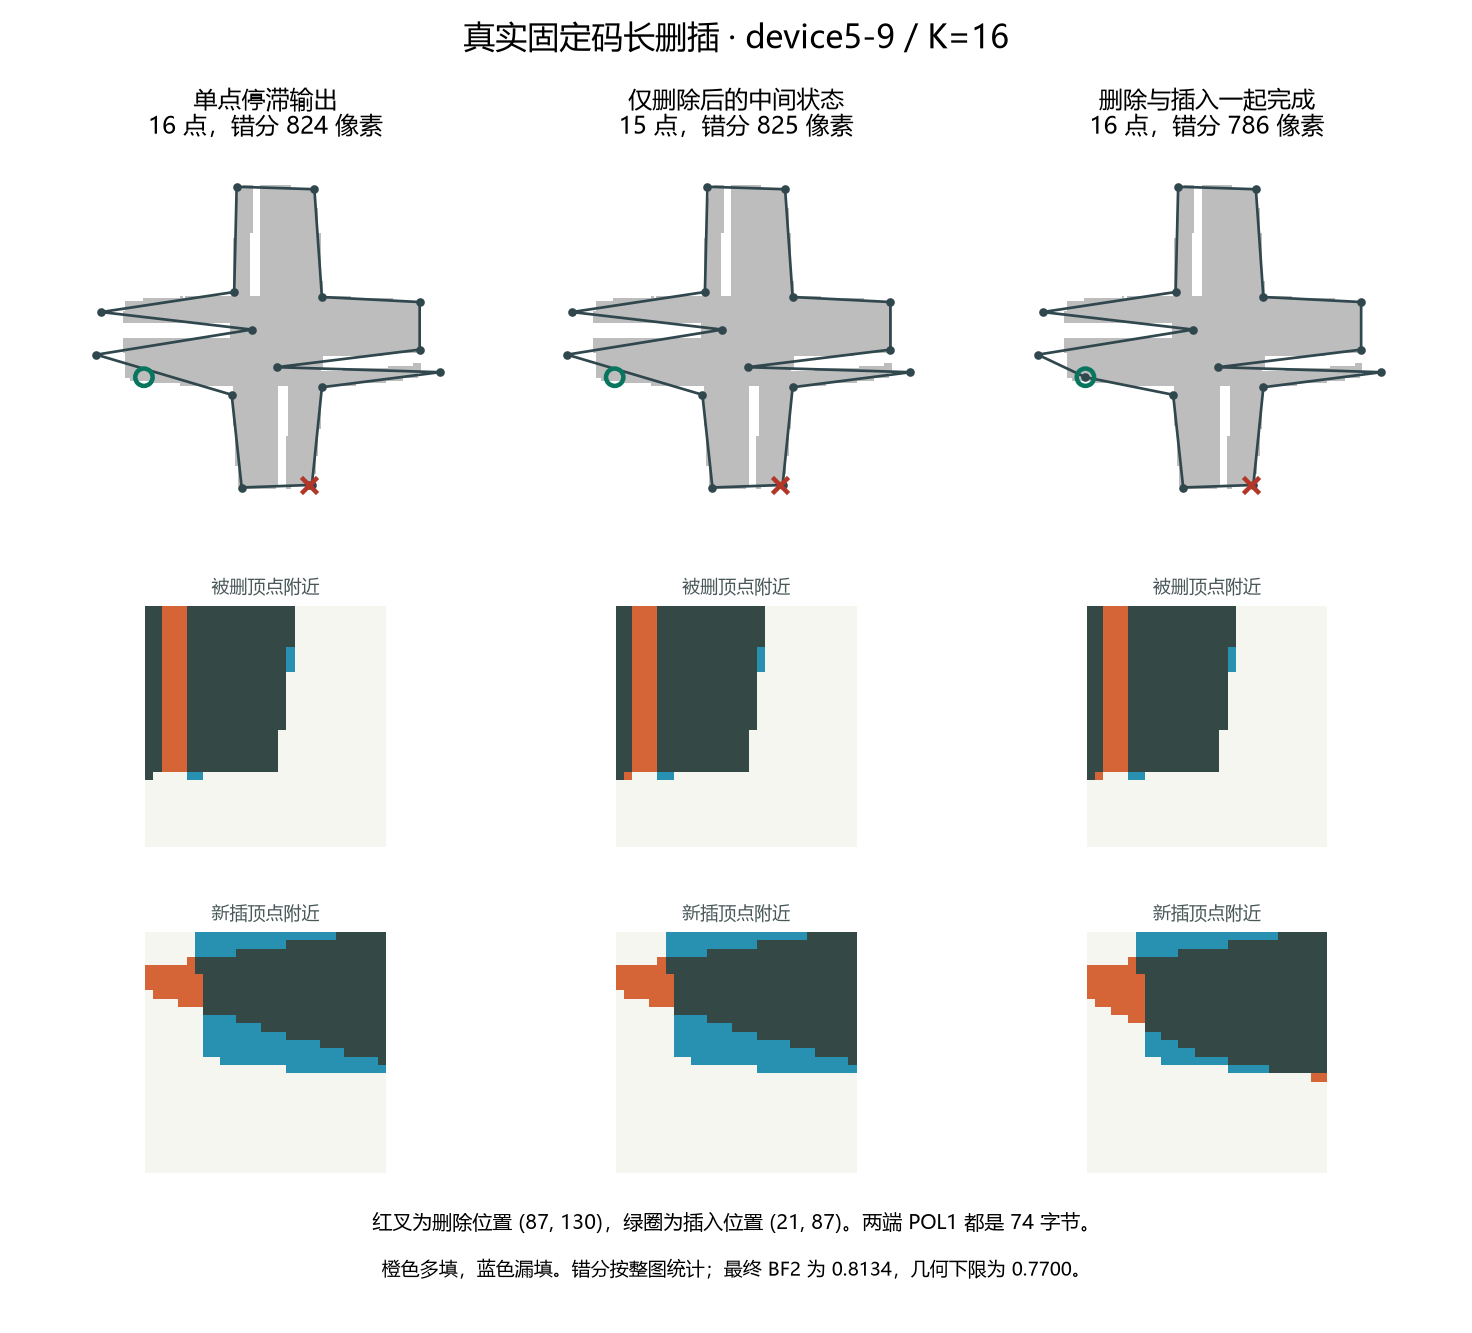 真实固定码长删插 · device5-9 / K=16
单点停滞输出
16 点，错分 824 像素
仅删除后的中间状态
15 点，错分 825 像素
删除与插入一起完成
16 点，错分 786 像素
被删顶点附近
被删顶点附近
被删顶点附近
新插顶点附近
新插顶点附近
新插顶点附近
红叉为删除位置 (87, 130)，绿圈为插入位置 (21, 87)。两端 POL1 都是 74 字节。
橙色多填，蓝色漏填。错分按整图统计；最终 BF2 为 0.8134，几何下限为 0.7700。